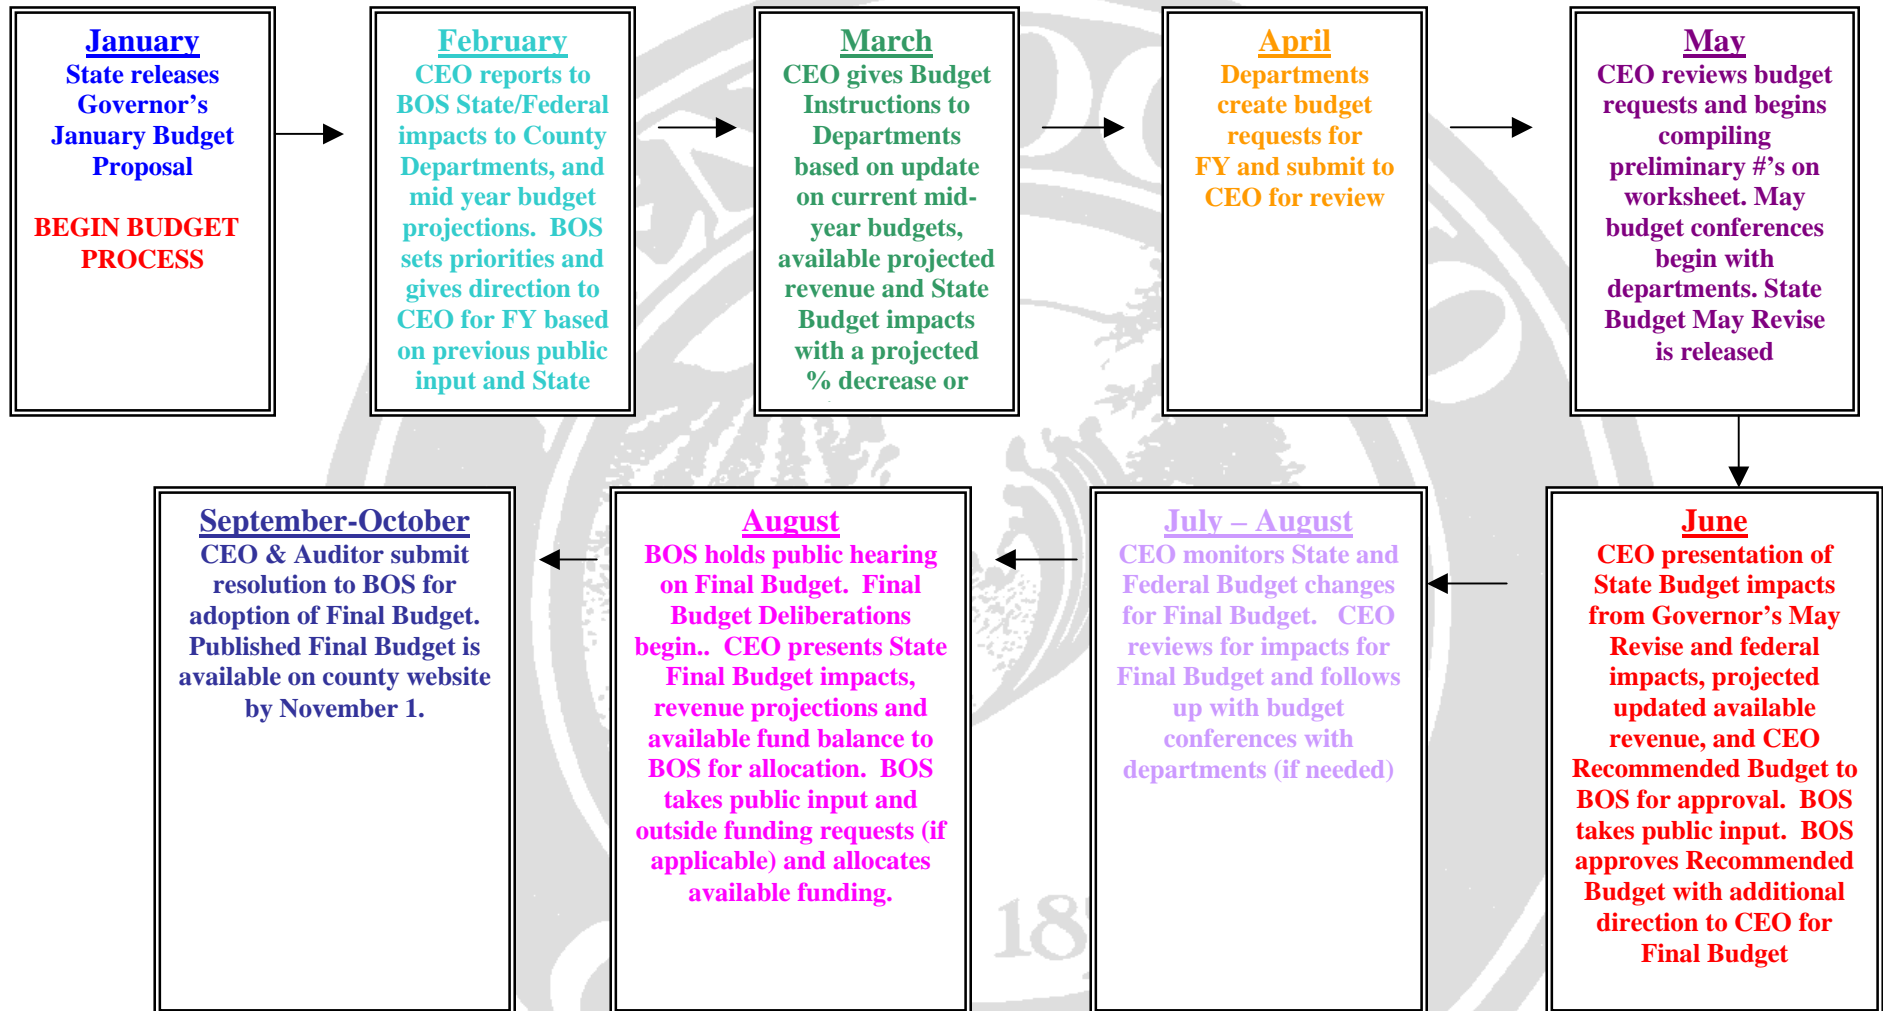 January
State releases
Governor's
January Budget
Proposal
BEGIN BUDGET
PROCESS
February
CEO reports to
BOS State/Federal
impacts to County
Departments, and
mid year budget
projections.  BOS
sets priorities and
gives direction to
CEO for FY based
on previous public
input and State
March
CEO gives Budget
Instructions to
Departments
based on update
on current mid-
year budgets,
available projected
revenue and State
Budget impacts
with a projected
% decrease or
April
Departments
create budget
requests for
FY and submit to
CEO for review
May
CEO reviews budget
requests and begins
compiling
preliminary #'s on
worksheet. May
budget conferences
begin with
departments. State
Budget May Revise
is released
June
CEO presentation of
State Budget impacts
from Governor's May
Revise and federal
impacts, projected
updated available
revenue, and CEO
Recommended Budget to
BOS for approval.  BOS
takes public input.  BOS
approves Recommended
Budget with additional
direction to CEO for
Final Budget
July – August
CEO monitors State and
Federal Budget changes
for Final Budget.   CEO
reviews for impacts for
Final Budget and follows
up with budget
conferences with
departments (if needed)
August
BOS holds public hearing
on Final Budget.  Final
Budget Deliberations
begin..  CEO presents State
Final Budget impacts,
revenue projections and
available fund balance to
BOS for allocation.  BOS
takes public input and
outside funding requests (if
applicable) and allocates
available funding.
September-October
CEO & Auditor submit
resolution to BOS for
adoption of Final Budget.
Published Final Budget is
available on county website
by November 1.